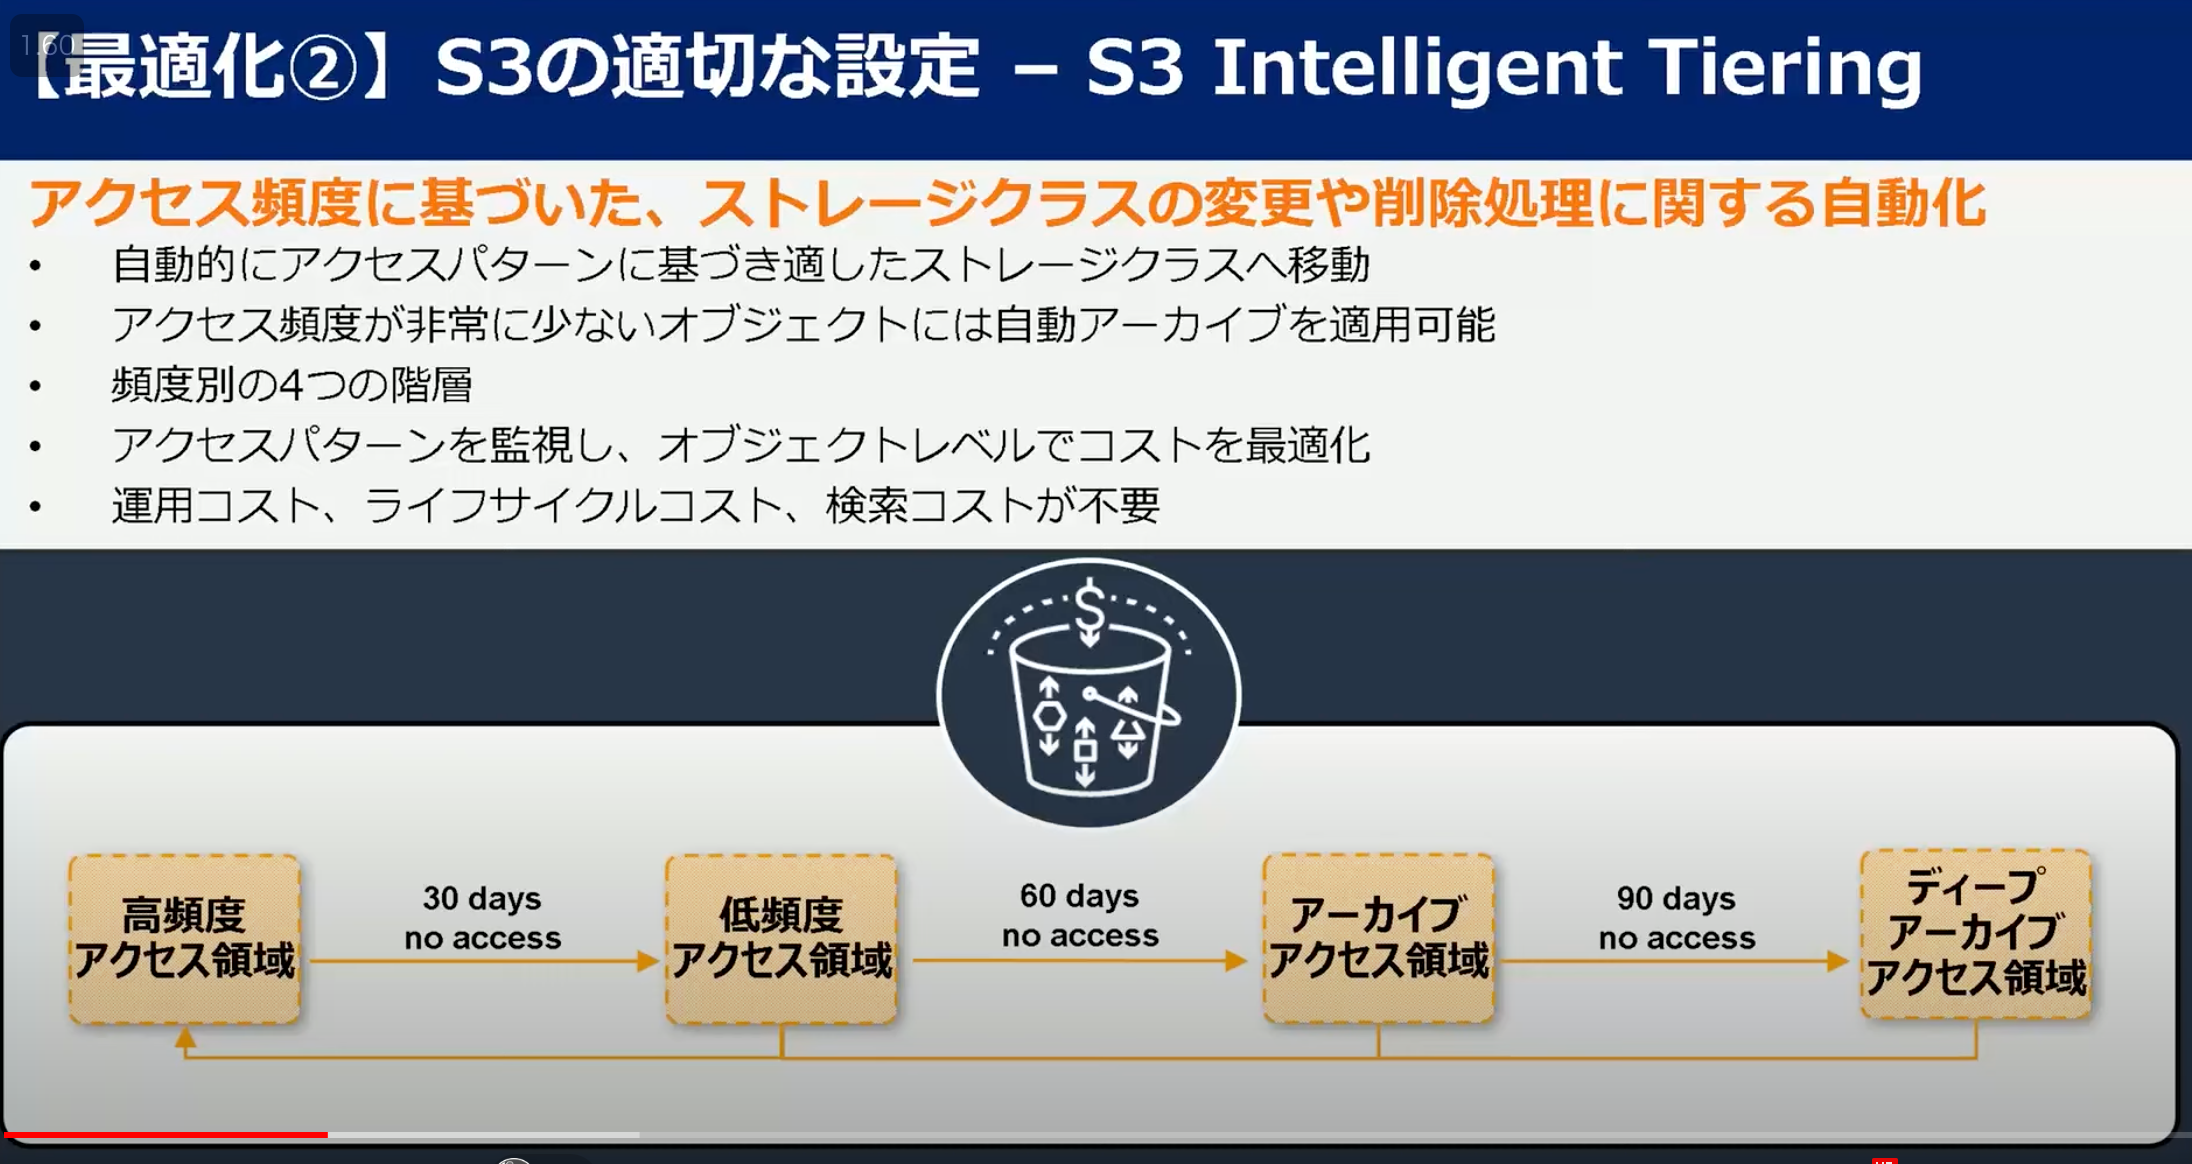 1.60
【最適化②】S3の適切な設定 – S3 Intelligent Tiering
アクセス頻度に基づいた、ストレージクラスの変更や削除処理に関する自動化
• 自動的にアクセスパターンに基づき適したストレージクラスへ移動
• アクセス頻度が非常に少ないオブジェクトには自動アーカイブを適用可能
• 頻度別の4つの階層
• アクセスパターンを監視し、オブジェクトレベルでコストを最適化
• 運用コスト、ライフサイクルコスト、検索コストが不要
$
高頻度
アクセス領域
30 days
no access
低頻度
アクセス領域
60 days
no access
アーカイブ
アクセス領域
90 days
no access
ディープ
アーカイブ
アクセス領域